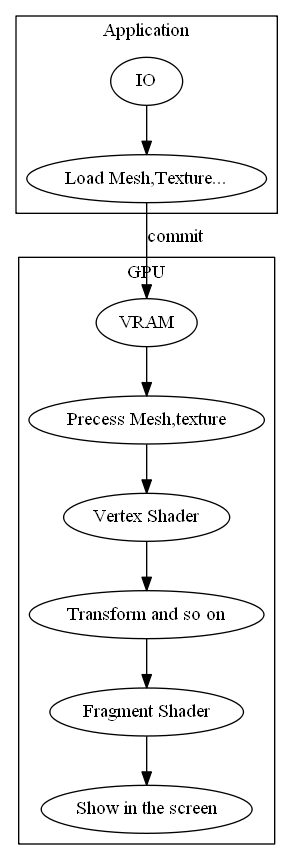 Application
IO
Load Mesh,Texture...
commit
GPU
VRAM
Precess Mesh,texture
Vertex Shader
Transform and so on
Fragment Shader
Show in the screen